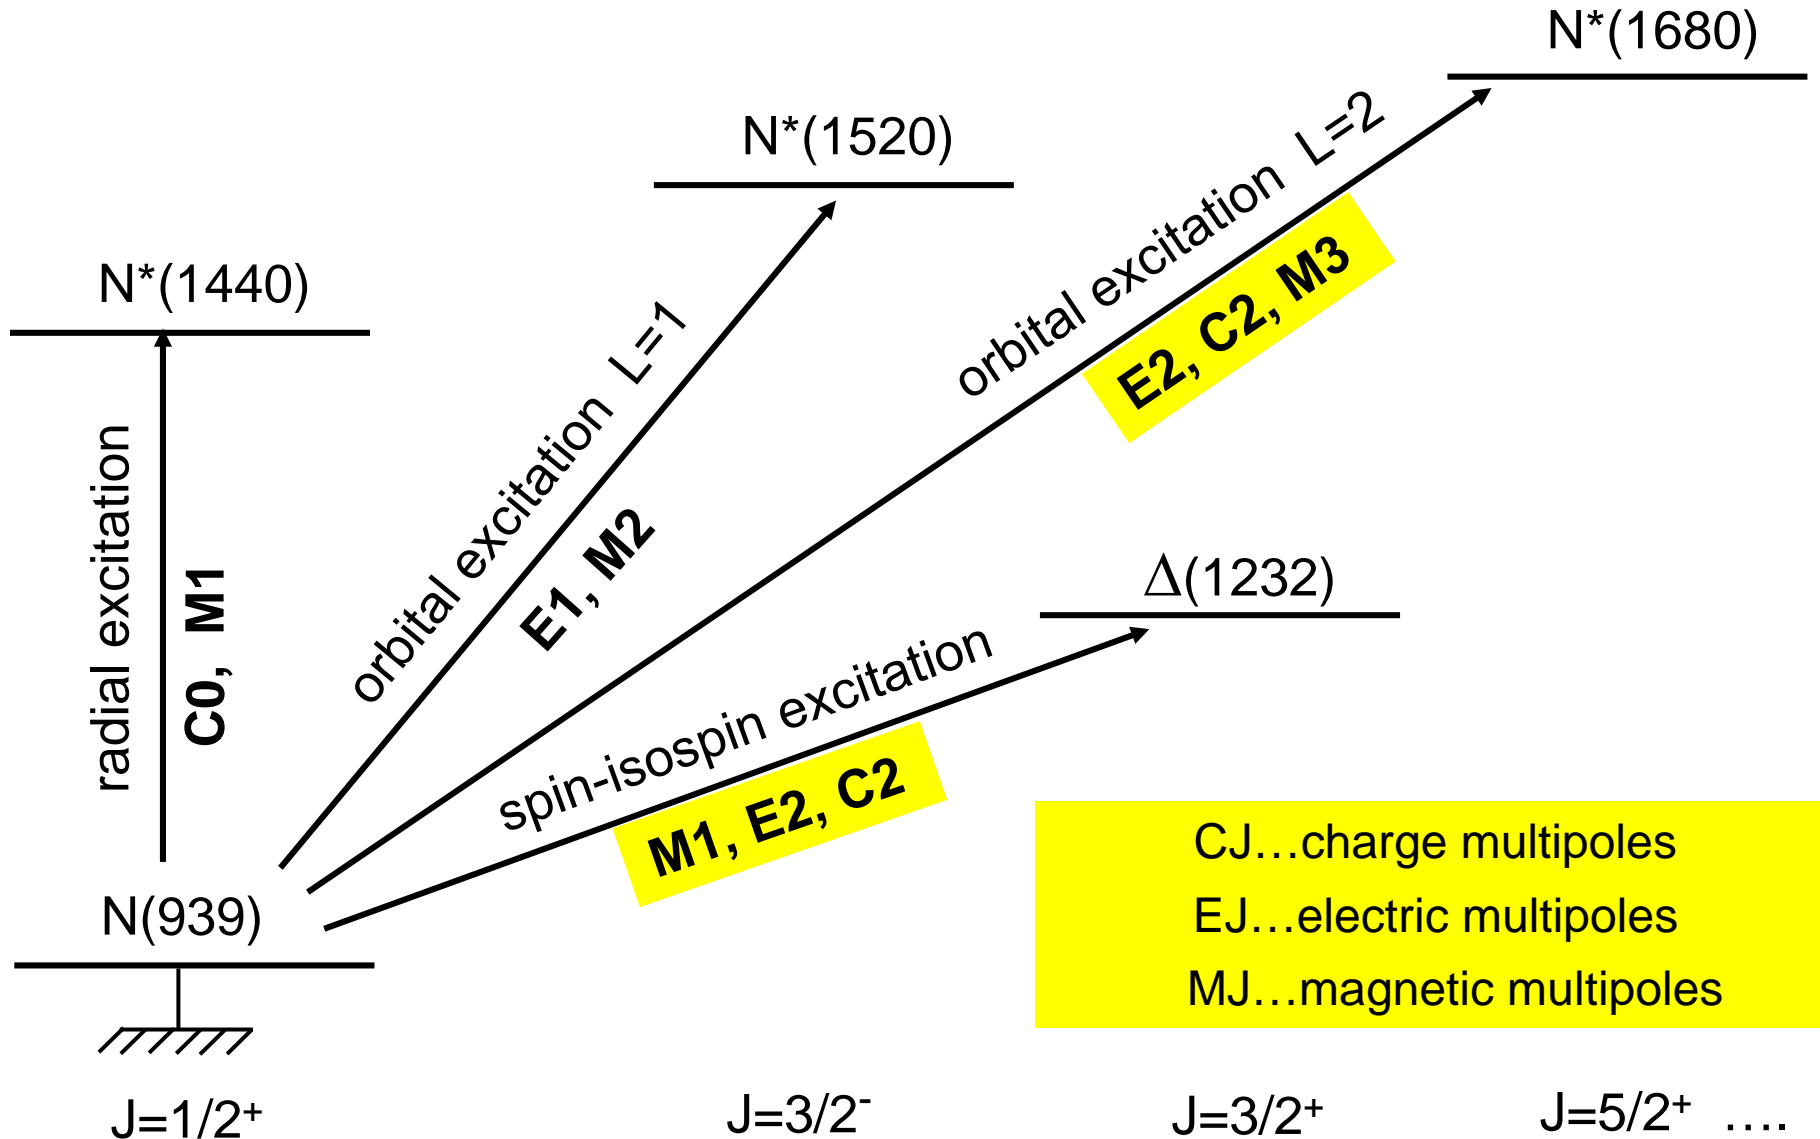 N*(1680)
N*(1520)
orbital excitation L=2
E2, C2, M3
N*(1440)
orbital excitation L=1
E1, M2
radial excitation
C0, M1
Δ(1232)
spin-isospin excitation
M1, E2, C2
CJ…charge multipoles
EJ…electric multipoles
MJ…magnetic multipoles
N(939)
J=1/2⁺ J=3/2⁻ J=3/2⁺ J=5/2⁺ ….